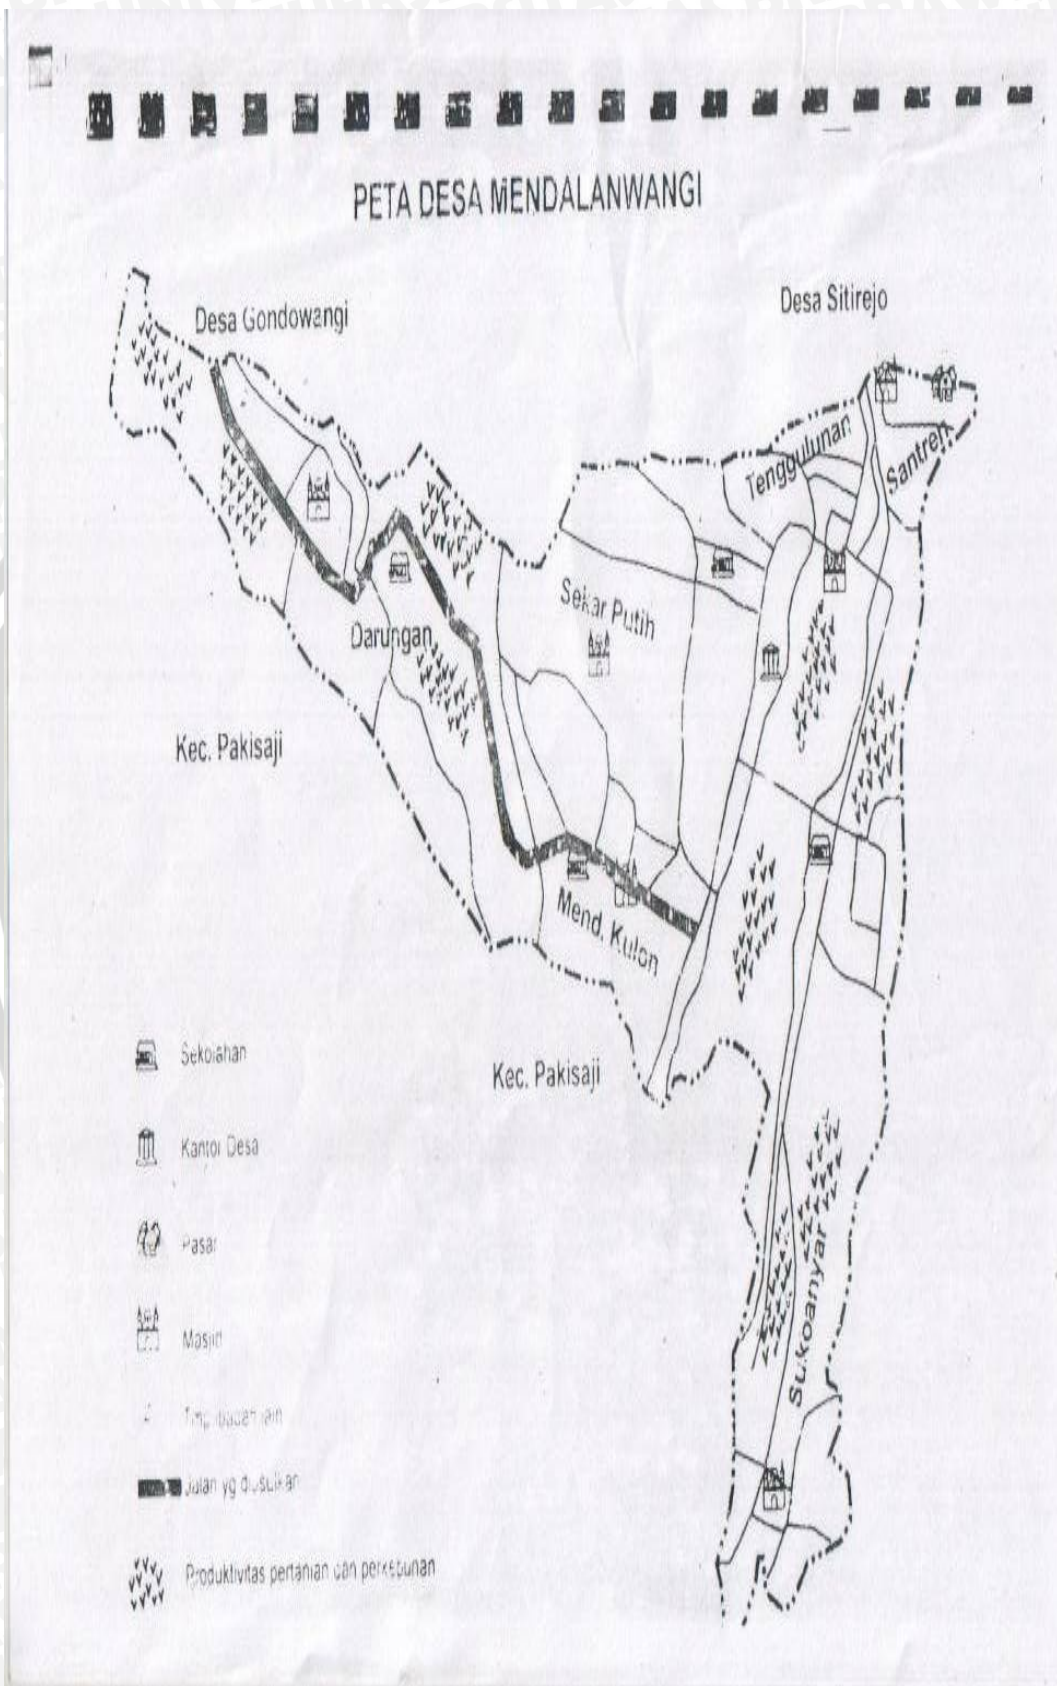 PETA DESA MENDALANWANGI
Desa Gondowangi
Desa Sitirejo
Tenggulunan
Santren
Sekar Putih
Darungan
Kec. Pakisaji
Mend. Kulon
Kec. Pakisaji
Sukoanyar
Sekolahan
Kantor Desa
Pasar
Masjid
Jalan yg diusulkan
Produktivitas pertanian dan perkebunan